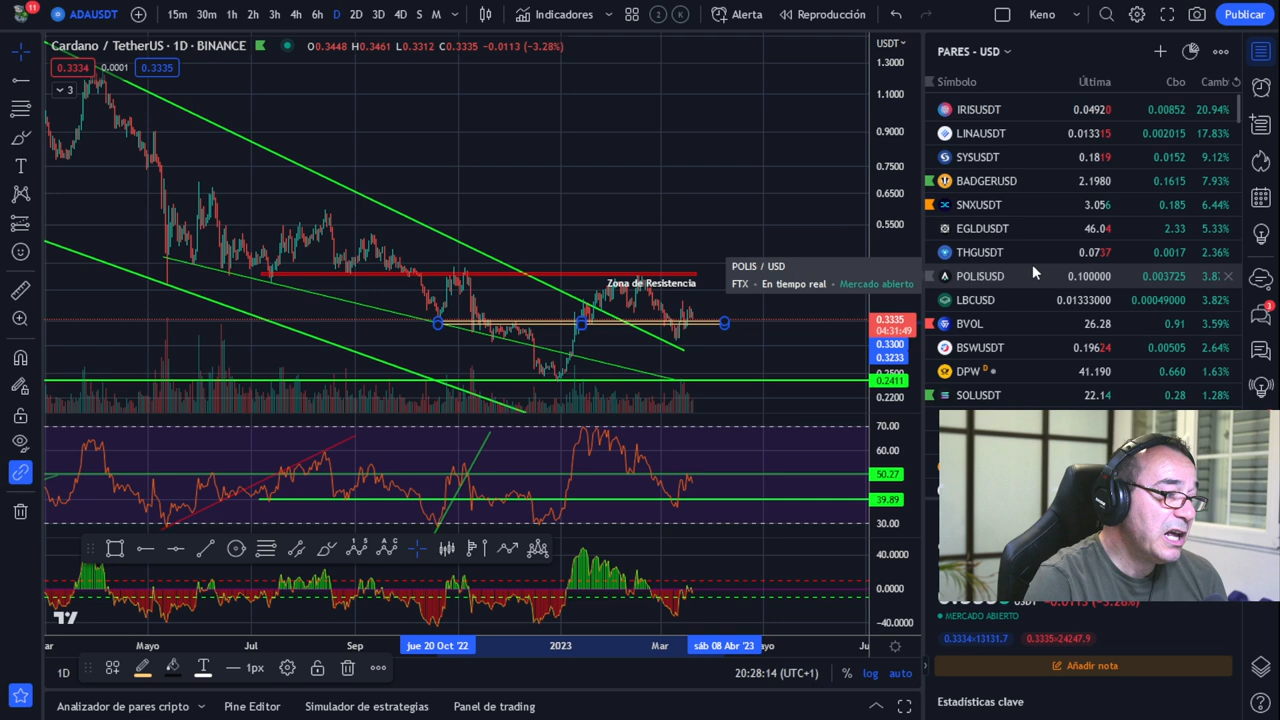 11
ADAUSDT
15m 30m 1h 2h 3h 4h 6h D 2D 3D 4D S M
Indicadores
2 K
Alerta
Reproducción
Keno
Publicar
Cardano / TetherUS · 1D · BINANCE
O0.3448 H0.3461 L0.3312 C0.3335 -0.0113 (-3.28%)
0.3334 0.0001 0.3335
3
USDT
1.3000
1.1000
0.9000
0.7500
0.6500
0.5500
Zona de Resistencia
0.3335
04:31:49
0.3300
0.3233
0.2411
0.2200
70.00
60.00
50.27
39.89
30.00
40.0000
0.0000
-40.0000
Mayo Jul Sep jue 20 Oct '22 2023 Mar sáb 08 Abr '23
1px
1D
20:28:14 (UTC+1)
% log auto
Analizador de pares cripto Pine Editor Simulador de estrategias Panel de trading
POLIS / USD
FTX • En tiempo real • Mercado abierto
PARES - USD
Símbolo Última Cbo Camb
IRISUSDT 0.04920 0.00852 20.94%
LINAUSDT 0.013315 0.002015 17.83%
SYSUSDT 0.1819 0.0152 9.12%
BADGERUSD 2.1980 0.1615 7.93%
SNXUSDT 3.056 0.185 6.44%
EGLDUSDT 46.04 2.33 5.33%
THGUSDT 0.0737 0.0017 2.36%
POLISUSD 0.100000 0.003725 3.8
LBCUSD 0.01333000 0.00049000 3.82%
BVOL 26.28 0.91 3.59%
BSWUSDT 0.19624 0.00505 2.64%
DPW D 41.190 0.660 1.63%
SOLUSDT 22.14 0.28 1.28%
3
MERCADO ABIERTO
0.3334×13131.7 0.3335×24247.9
Añadir nota
Estadísticas clave